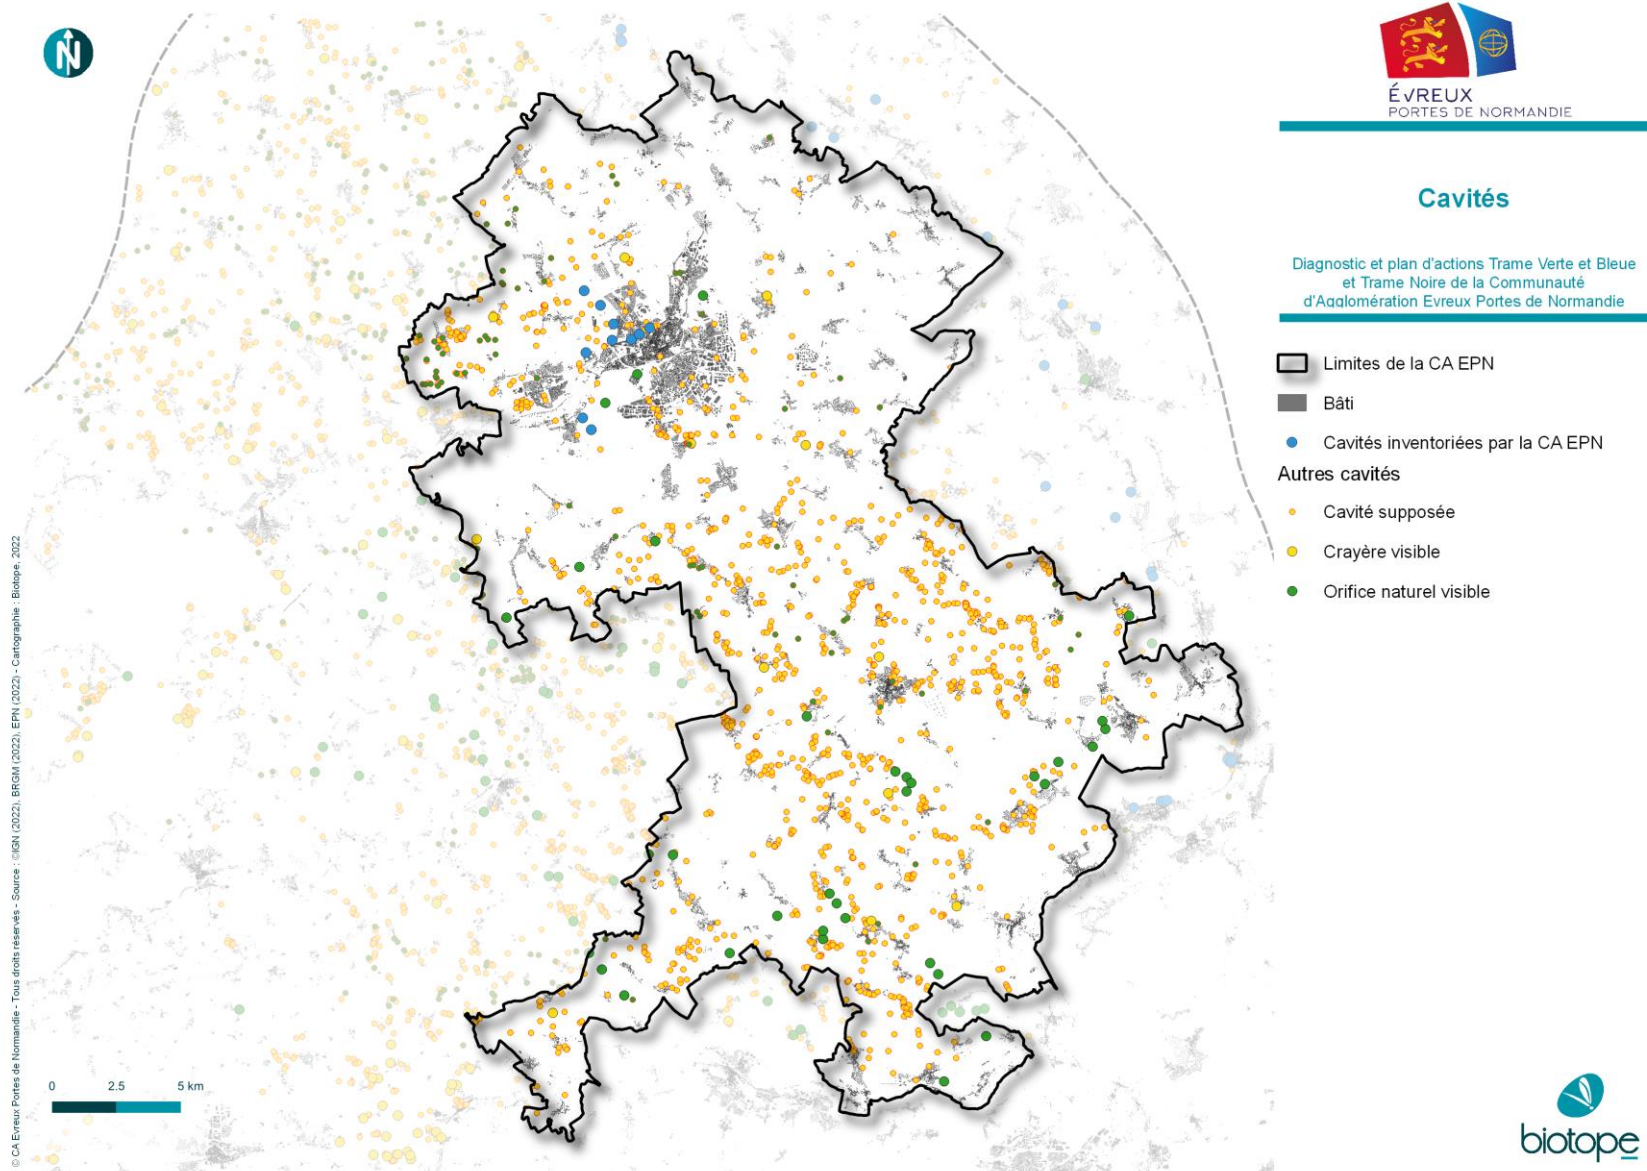 N
ÉVREUX
PORTES DE NORMANDIE
Cavités
Diagnostic et plan d'actions Trame Verte et Bleue
et Trame Noire de la Communauté
d'Agglomération Evreux Portes de Normandie
Limites de la CA EPN
Bâti
Cavités inventoriées par la CA EPN
Autres cavités
Cavité supposée
Crayère visible
Orifice naturel visible
0 2.5 5 km
© CA Evreux Portes de Normandie - Tous droits réservés - Source : ©IGN (2022), BRGM (2022), EPN (2022) - Cartographie : Biotope, 2022
biotope